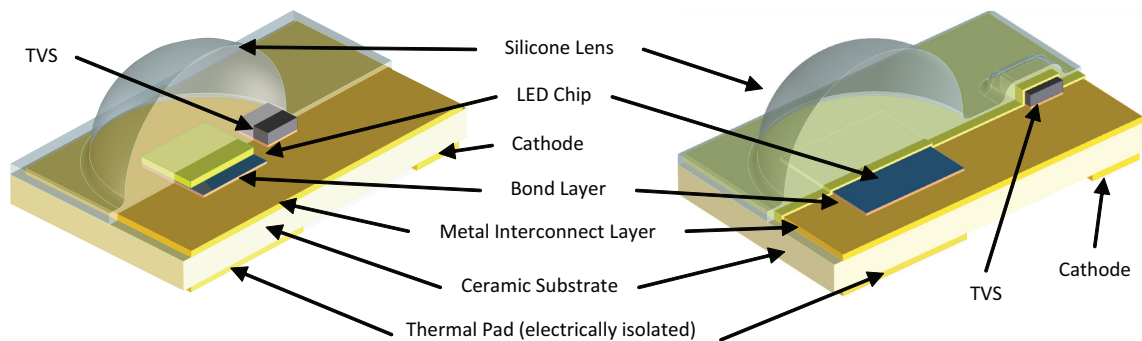 TVS
Silicone Lens
LED Chip
Cathode
Bond Layer
Metal Interconnect Layer
Ceramic Substrate
Thermal Pad (electrically isolated)
TVS
Cathode